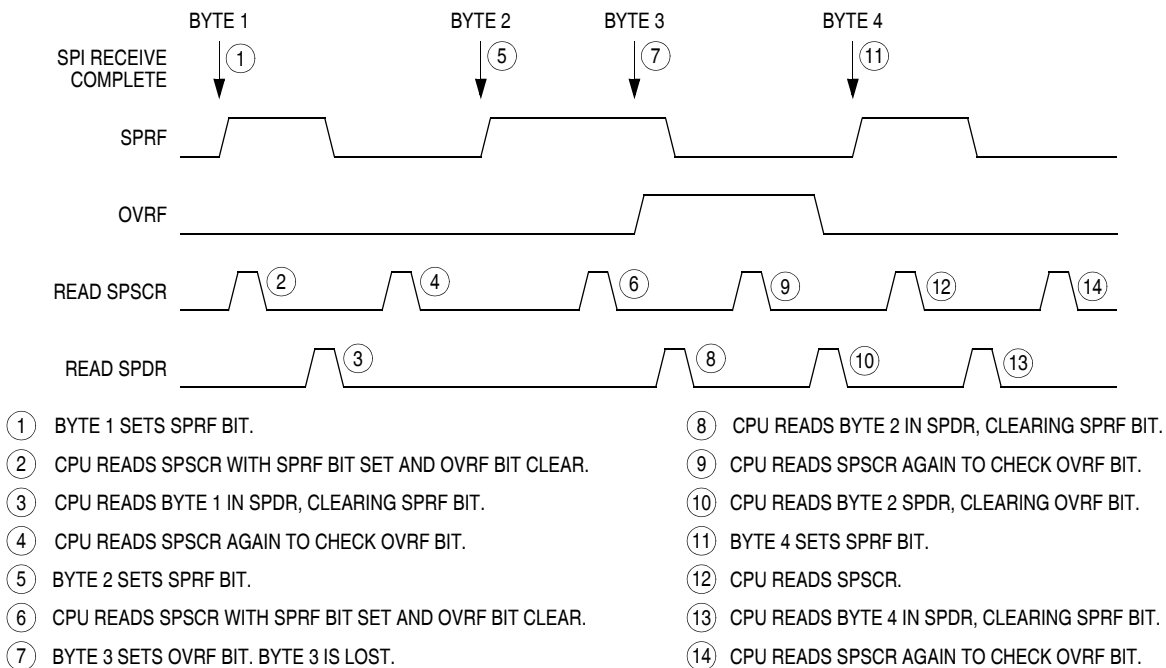 BYTE 1 BYTE 2 BYTE 3 BYTE 4
SPI RECEIVE
COMPLETE
1 5 7 11
SPRF
OVRF
READ SPSCR
2 4 6 9 12 14
READ SPDR
3 8 10 13
1 BYTE 1 SETS SPRF BIT.
2 CPU READS SPSCR WITH SPRF BIT SET AND OVRF BIT CLEAR.
3 CPU READS BYTE 1 IN SPDR, CLEARING SPRF BIT.
4 CPU READS SPSCR AGAIN TO CHECK OVRF BIT.
5 BYTE 2 SETS SPRF BIT.
6 CPU READS SPSCR WITH SPRF BIT SET AND OVRF BIT CLEAR.
7 BYTE 3 SETS OVRF BIT. BYTE 3 IS LOST.
8 CPU READS BYTE 2 IN SPDR, CLEARING SPRF BIT.
9 CPU READS SPSCR AGAIN TO CHECK OVRF BIT.
10 CPU READS BYTE 2 SPDR, CLEARING OVRF BIT.
11 BYTE 4 SETS SPRF BIT.
12 CPU READS SPSCR.
13 CPU READS BYTE 4 IN SPDR, CLEARING SPRF BIT.
14 CPU READS SPSCR AGAIN TO CHECK OVRF BIT.